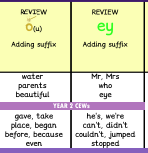 REVIEW
o(u)
Adding suffix
REVIEW
ey
Adding suffix
water
parents
beautiful
Mr, Mrs
who
eye
YEAR 2 CEWs
gave, take
place, began
before, because
even
he's, we're
can't, didn't
couldn't, jumped
stopped